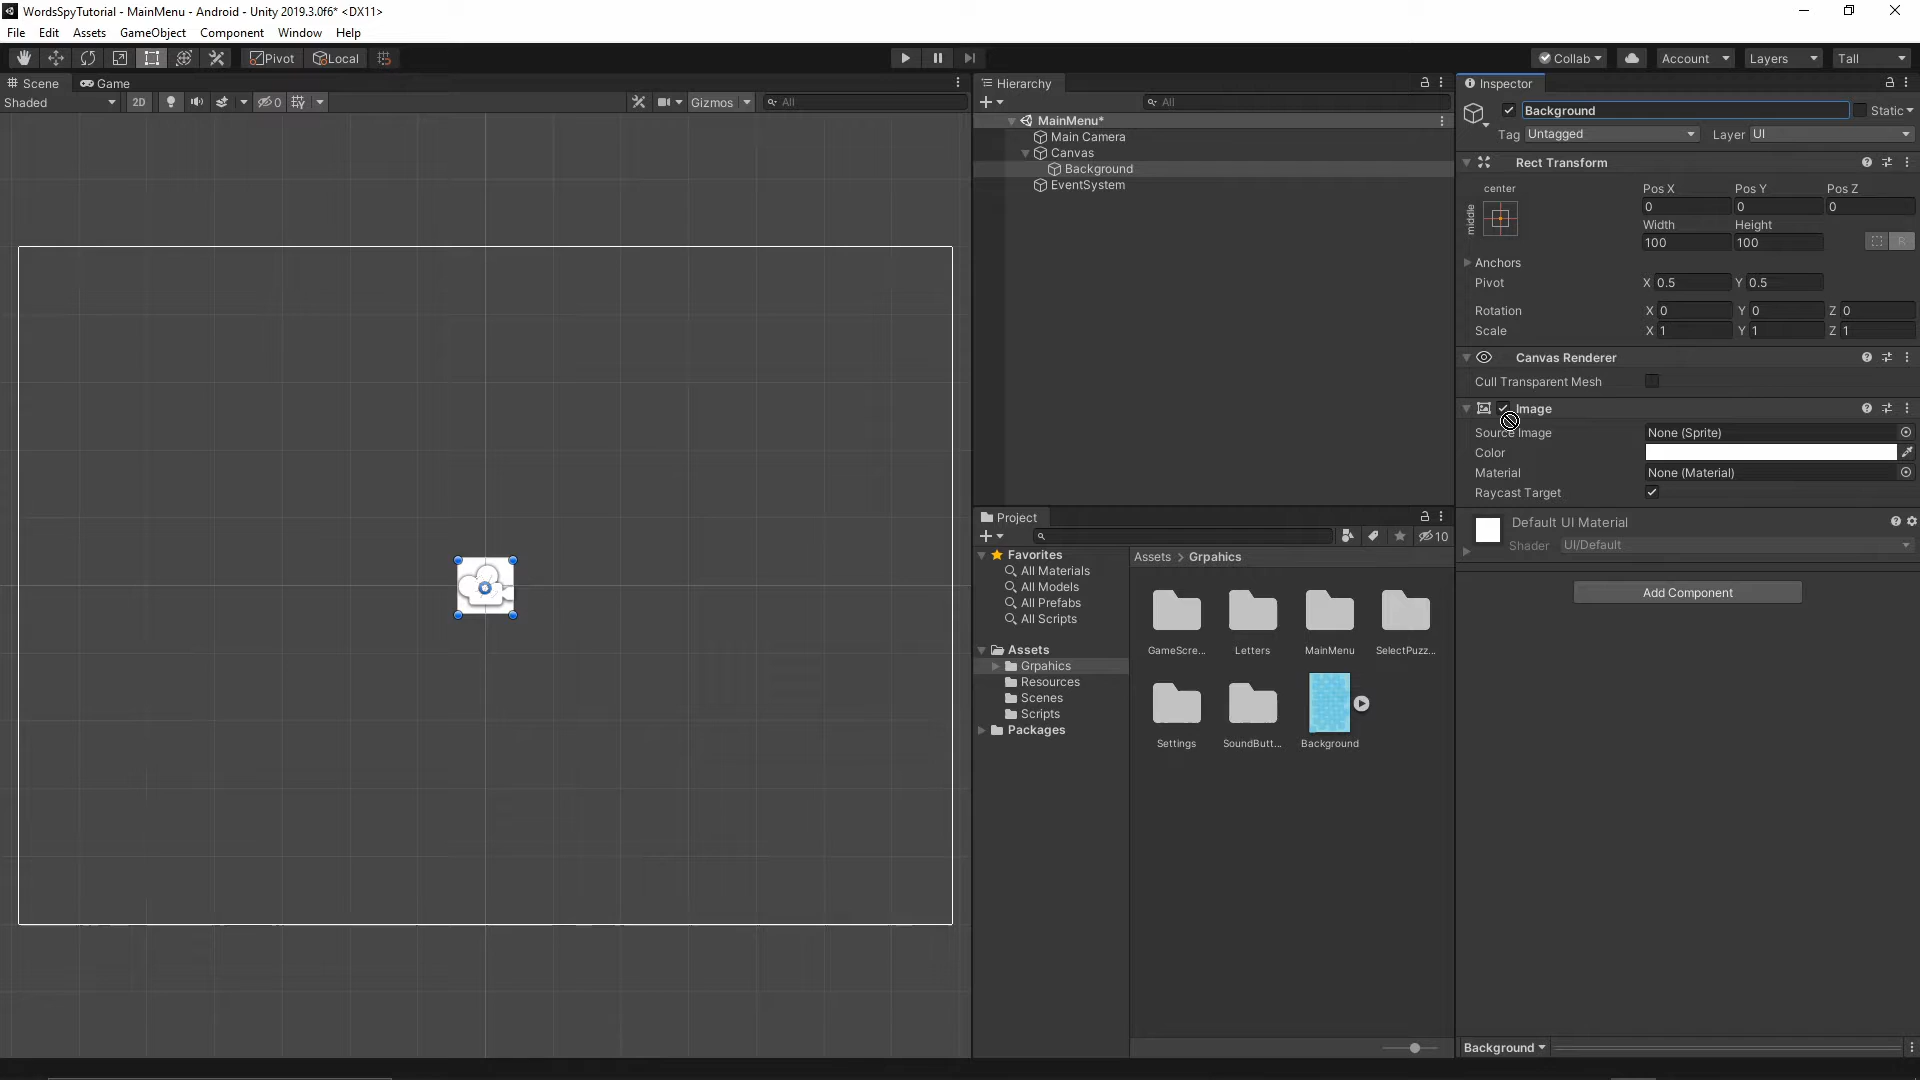 WordsSpyTutorial - MainMenu - Android - Unity 2019.3.0f6* <DX11>
File Edit Assets GameObject Component Window Help
Pivot Local Collab Account Layers Tall
Scene Game
Shaded 2D 0 Gizmos All
Hierarchy
All
MainMenu*
Main Camera
Canvas
Background
EventSystem
Project
10
Favorites
All Materials
All Models
All Prefabs
All Scripts
Assets
Grpahics
Resources
Scenes
Scripts
Packages
Assets > Grpahics
GameScre... Letters MainMenu SelectPuzz...
Settings SoundButt... Background
Inspector
Background Static
Tag Untagged Layer UI
Rect Transform
center
middle
Pos X Pos Y Pos Z
0 0 0
Width Height
100 100
R
Anchors
Pivot X 0.5 Y 0.5
Rotation X 0 Y 0 Z 0
Scale X 1 Y 1 Z 1
Canvas Renderer
Cull Transparent Mesh
Image
Source Image None (Sprite)
Color
Material None (Material)
Raycast Target
Default UI Material
Shader UI/Default
Add Component
Background